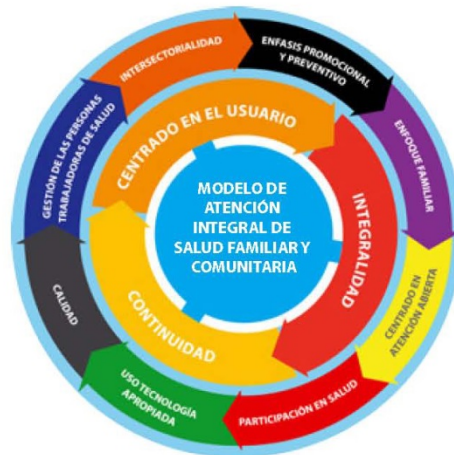 INTERSECTORIALIDAD
ENFASIS PROMOCIONAL
Y PREVENTIVO
ENFOQUE FAMILIAR
CENTRADO EN
ATENCIÓN ABIERTA
PARTICIPACIÓN EN SALUD
USO TECNOLOGÍA
APROPIADA
CALIDAD
GESTIÓN DE LAS PERSONAS
TRABAJADORAS DE SALUD
CENTRADO EN EL USUARIO
INTEGRALIDAD
CONTINUIDAD
MODELO DE
ATENCIÓN
INTEGRAL DE
SALUD FAMILIAR Y
COMUNITARIA